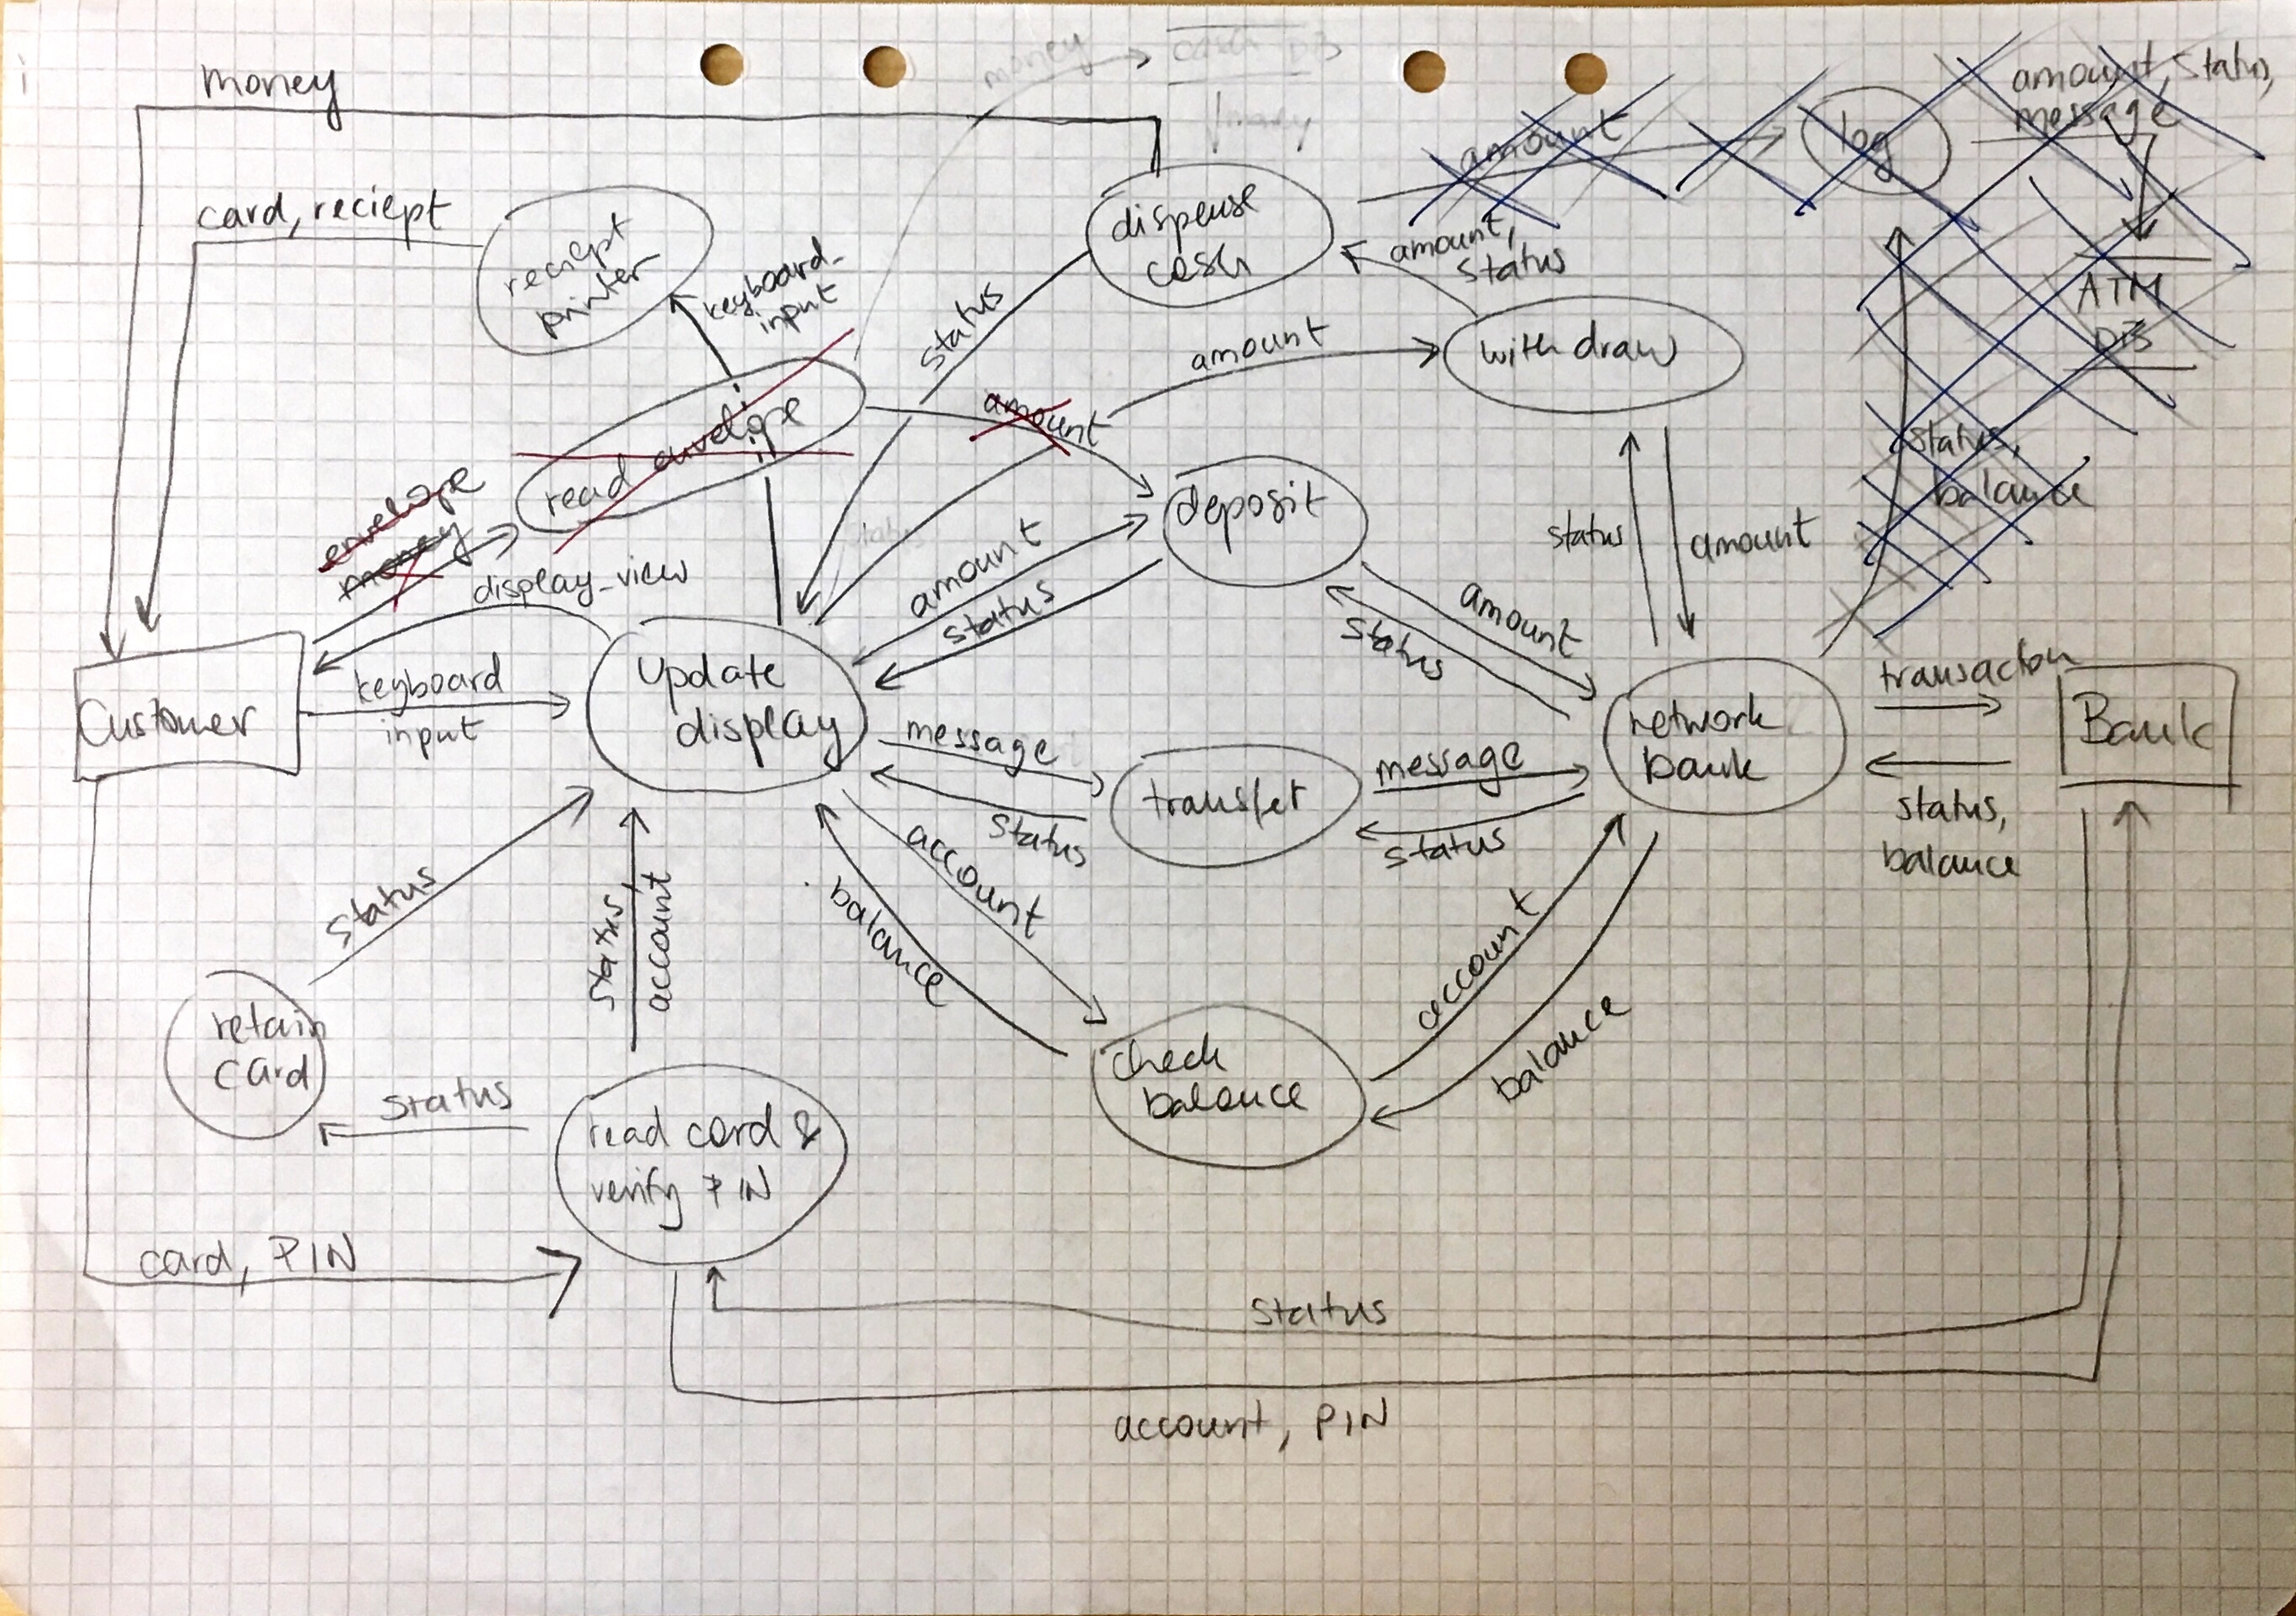 money
money
cash DB
money
amount
log
amount, status,
message
card, reciept
reciept
printer
keyboard_
input
dispense
cash
amount,
status
ATM
DB
status
amount
with draw
read envelope
amount
status,
balance
envelope
money
display_view
deposit
amount
status
status
amount
amount
status
Customer
keyboard
input
update
display
message
status
transfer
message
status
network
bank
transaction
Bank
status,
balance
status
status,
account
account
balance
account
balance
retain
card
status
read card &
verify PIN
check
balance
card, PIN
status
account, PIN